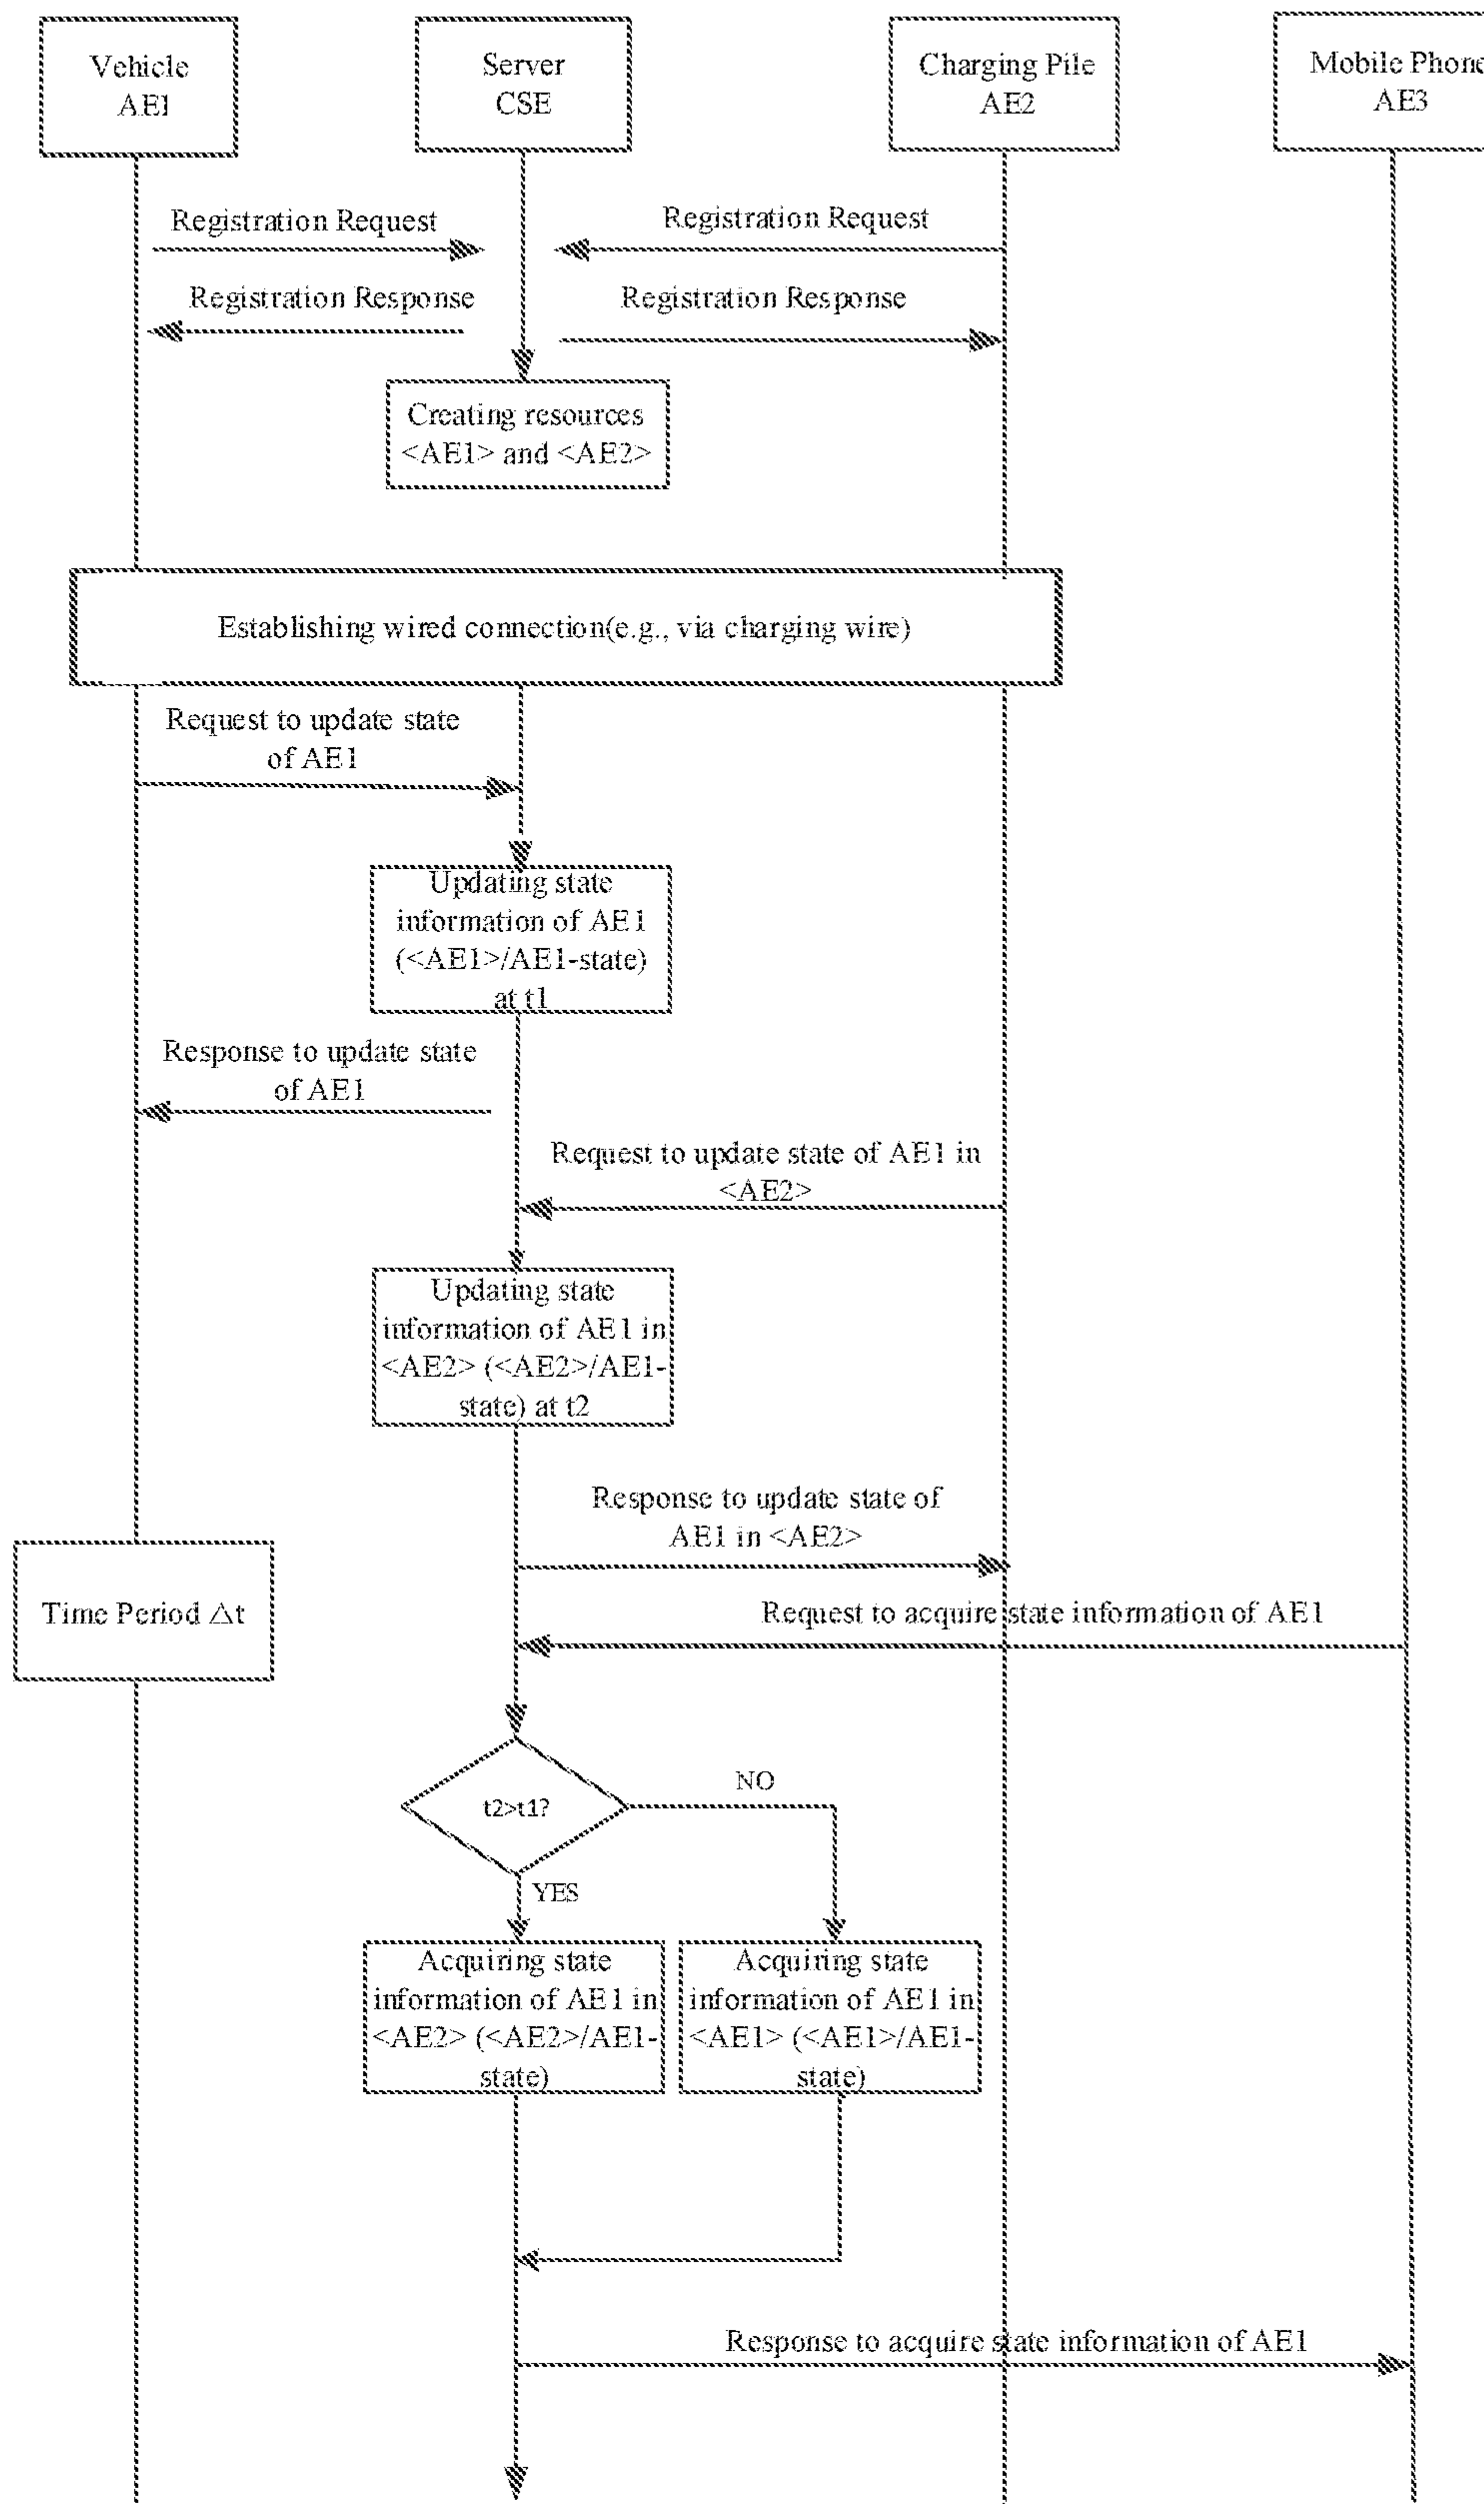 Vehicle
AE1
Server
CSE
Charging Pile
AE2
Mobile Phone
AE3
Registration Request
Registration Request
Registration Response
Registration Response
Creating resources
<AE1> and <AE2>
Establishing wired connection(e.g., via charging wire)
Request to update state
of AE1
Updating state
information of AE1
(<AE1>/AE1-state)
at t1
Response to update state
of AE1
Request to update state of AE1 in
<AE2>
Updating state
information of AE1 in
<AE2> (<AE2>/AE1-
state) at t2
Response to update state of
AE1 in <AE2>
Time Period △t
Request to acquire state information of AE1
t2>t1?
NO
YES
Acquiring state
information of AE1 in
<AE2> (<AE2>/AE1-
state)
Acquiring state
information of AE1 in
<AE1> (<AE1>/AE1-
state)
Response to acquire state information of AE1